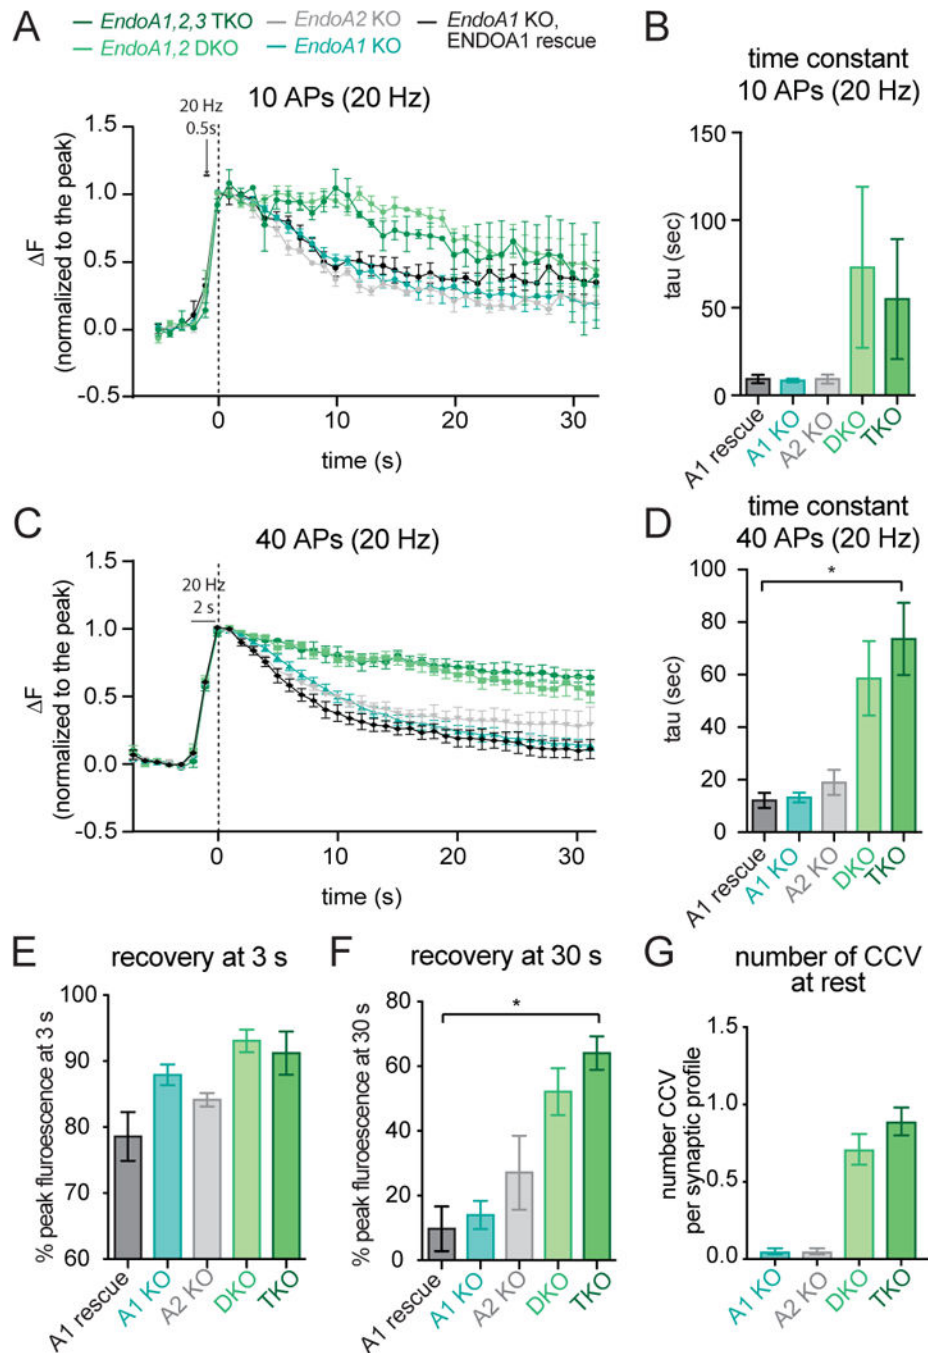 A
EndoA1,2,3 TKO
EndoA2 KO
EndoA1 KO,
ENDOA1 rescue
EndoA1,2 DKO
EndoA1 KO
10 APs (20 Hz)
20 Hz
0.5s
ΔF
(normalized to the peak)
1.5
1.0
0.5
0.0
-0.5
0
10
20
30
time (s)
B
time constant
10 APs (20 Hz)
tau (sec)
150
100
50
0
A1 rescue
A1 KO
A2 KO
DKO
TKO
C
40 APs (20 Hz)
20 Hz
2 s
ΔF
(normalized to the peak)
1.5
1.0
0.5
0.0
-0.5
0
10
20
30
time (s)
D
time constant
40 APs (20 Hz)
*
tau (sec)
100
80
60
40
20
0
A1 rescue
A1 KO
A2 KO
DKO
TKO
E
recovery at 3 s
% peak fluroescence at 3 s
100
90
80
70
60
A1 rescue
A1 KO
A2 KO
DKO
TKO
F
recovery at 30 s
*
% peak fluroescence at 30 s
80
60
40
20
0
A1 rescue
A1 KO
A2 KO
DKO
TKO
G
number of CCV
at rest
number CCV
per synaptic profile
1.5
1.0
0.5
0.0
A1 KO
A2 KO
DKO
TKO